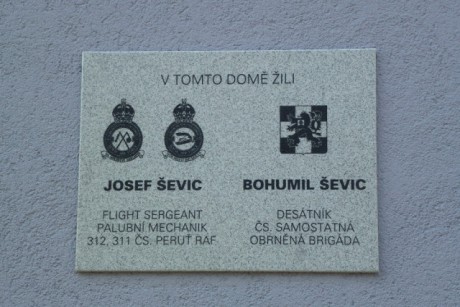 V TOMTO DOMĚ ŽILI
JOSEF ŠEVIC
FLIGHT SERGEANT
PALUBNÍ MECHANIK
312, 311 ČS. PERUŤ RAF
BOHUMIL ŠEVIC
DESÁTNÍK
ČS. SAMOSTATNÁ
OBRNĚNÁ BRIGÁDA